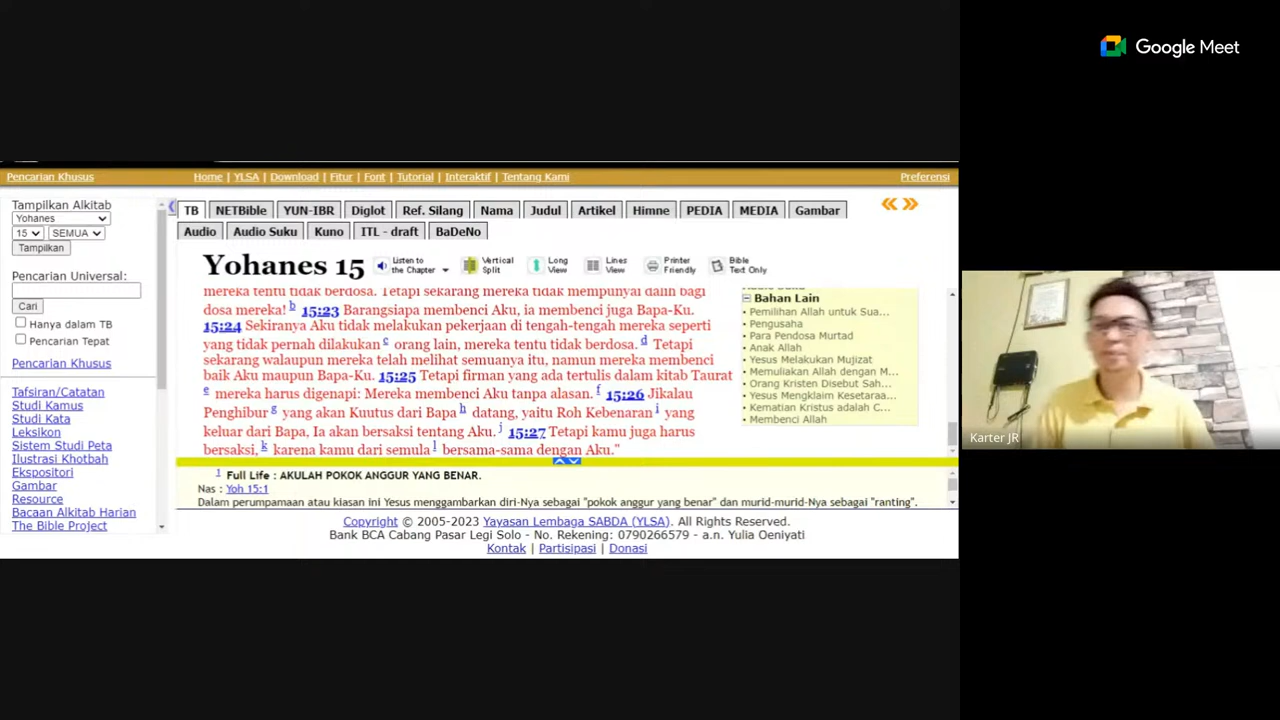 Google Meet
Pencarian Khusus
Home | YLSA | Download | Fitur | Font | Tutorial | Interaktif | Tentang Kami
Preferensi
Tampilkan Alkitab
Yohanes
15 SEMUA
Tampilkan
Pencarian Universal:
Cari
Hanya dalam TB
Pencarian Tepat
Pencarian Khusus
Tafsiran/Catatan
Studi Kamus
Studi Kata
Leksikon
Sistem Studi Peta
Ilustrasi Khotbah
Ekspositori
Gambar
Resource
Bacaan Alkitab Harian
The Bible Project
TB NETBible YUN-IBR Diglot Ref. Silang Nama Judul Artikel Himne PEDIA MEDIA Gambar
Audio Audio Suku Kuno ITL - draft BaDeNo
Yohanes 15
Listen to the Chapter
Vertical Split
Long View
Lines View
Printer Friendly
Bible Text Only
mereka tentu tidak berdosa. Tetapi sekarang mereka tidak mempunyai dalih bagi
dosa mereka! h 15:23 Barangsiapa membenci Aku, ia membenci juga Bapa-Ku.
15:24 Sekiranya Aku tidak melakukan pekerjaan di tengah-tengah mereka seperti
yang tidak pernah dilakukan c orang lain, mereka tentu tidak berdosa. d Tetapi
sekarang walaupun mereka telah melihat semuanya itu, namun mereka membenci
baik Aku maupun Bapa-Ku. 15:25 Tetapi firman yang ada tertulis dalam kitab Taurat
e mereka harus digenapi: Mereka membenci Aku tanpa alasan. f 15:26 Jikalau
Penghibur g yang akan Kuutus dari Bapa h datang, yaitu Roh Kebenaran i yang
keluar dari Bapa, Ia akan bersaksi tentang Aku. j 15:27 Tetapi kamu juga harus
bersaksi, k karena kamu dari semula l bersama-sama dengan Aku."
Bahan Lain
Pemilihan Allah untuk Sua...
Pengusaha
Para Pendosa Murtad
Anak Allah
Yesus Melakukan Mujizat
Memuliakan Allah dengan M...
Orang Kristen Disebut Sah...
Yesus Mengklaim Kesetaraa...
Kematian Kristus adalah C...
Membenci Allah
1 Full Life : AKULAH POKOK ANGGUR YANG BENAR.
Nas : Yoh 15:1
Dalam perumpamaan atau kiasan ini Yesus menggambarkan diri-Nya sebagai "pokok anggur yang benar" dan murid-murid-Nya sebagai "ranting".
Copyright © 2005-2023 Yayasan Lembaga SABDA (YLSA). All Rights Reserved.
Bank BCA Cabang Pasar Legi Solo - No. Rekening: 0790266579 - a.n. Yulia Oeniyati
Kontak | Partisipasi | Donasi
Karter JR